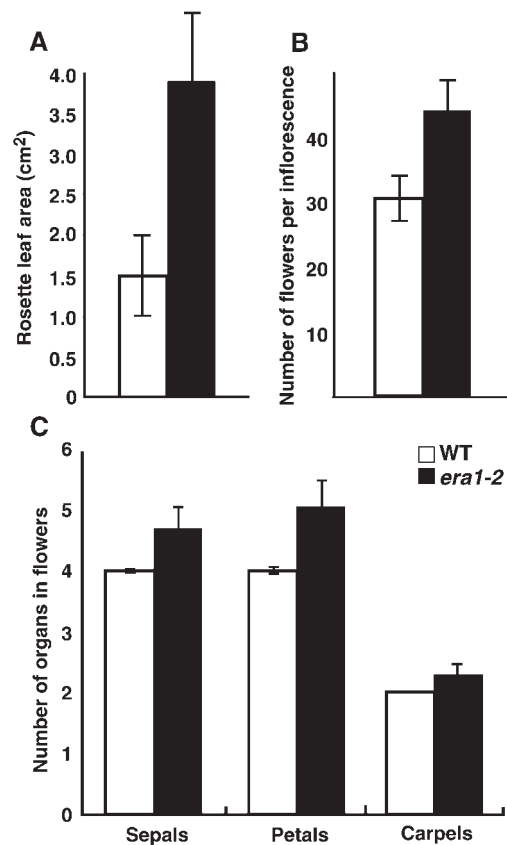 A
Rosette leaf area (cm2)
4.0
3.5
3.0
2.5
2.0
1.5
1.0
0.5
0
B
Number of flowers per inflorescence
40
30
20
10
C
Number of organs in flowers
6
5
4
3
2
1
0
WT
era1-2
Sepals
Petals
Carpels